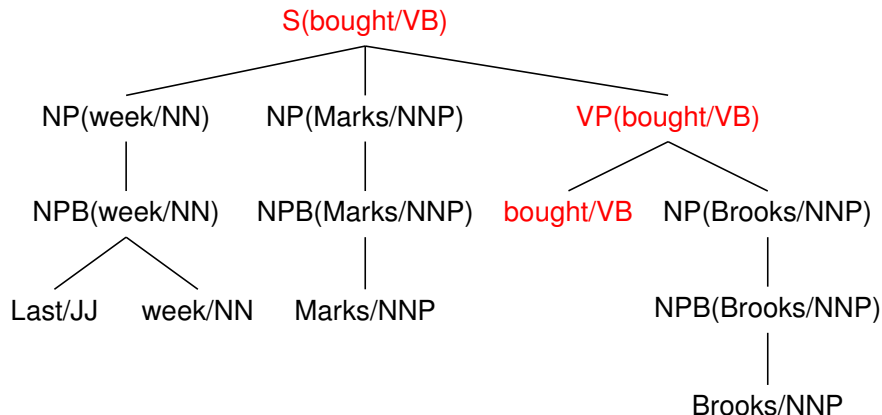 S(bought/VB)
NP(week/NN) NP(Marks/NNP) VP(bought/VB)
NPB(week/NN) NPB(Marks/NNP) bought/VB NP(Brooks/NNP)
Last/JJ week/NN Marks/NNP NPB(Brooks/NNP)
Brooks/NNP